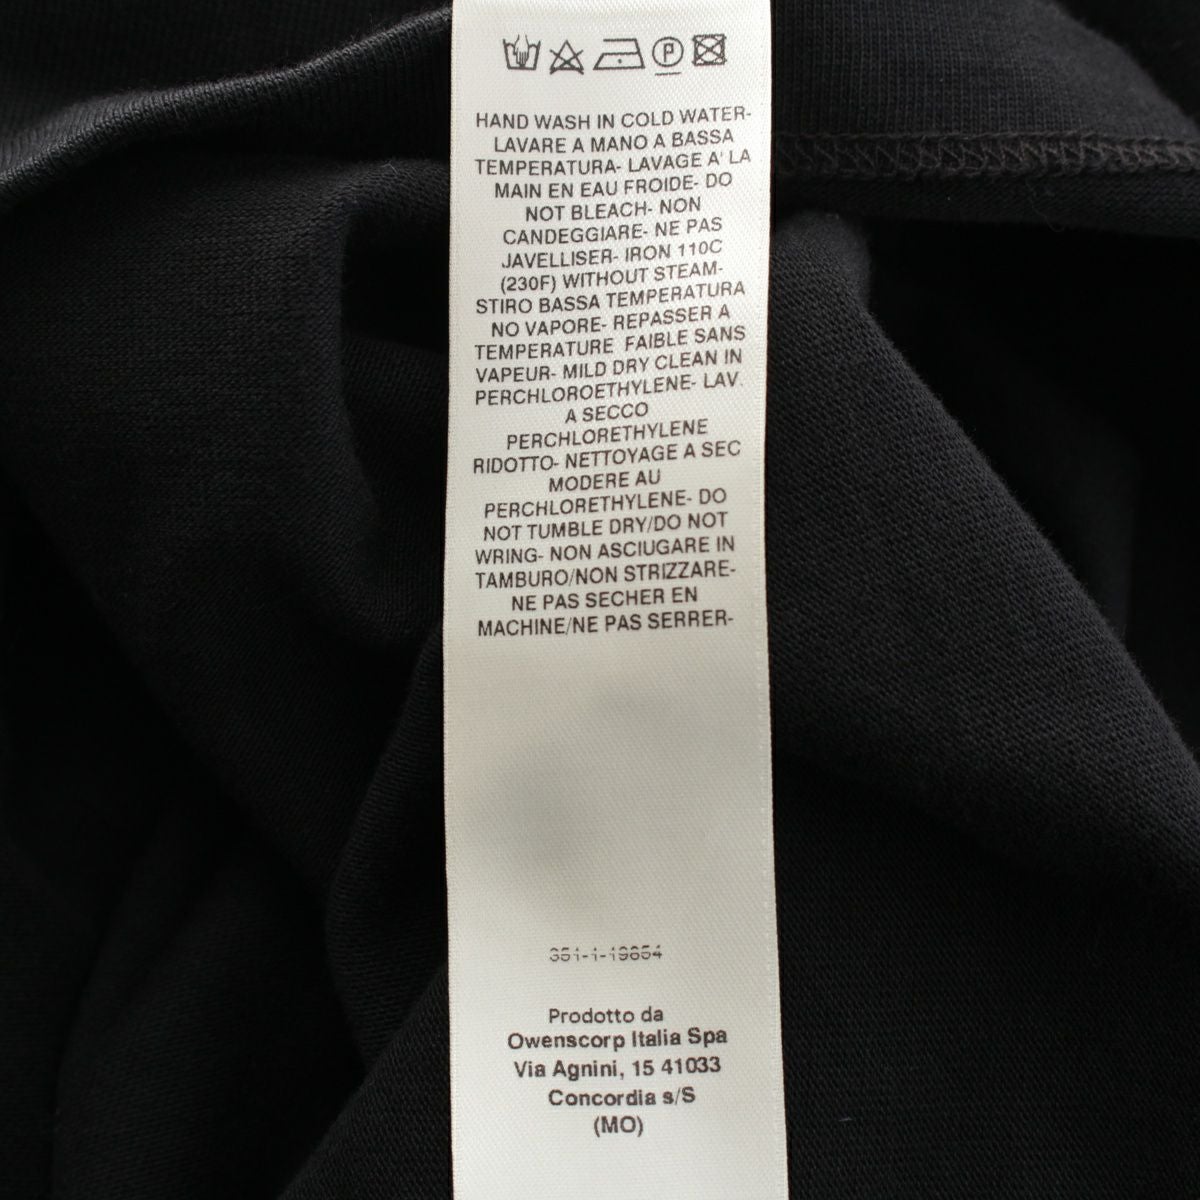 P
HAND WASH IN COLD WATER-
LAVARE A MANO A BASSA
TEMPERATURA- LAVAGE A' LA
MAIN EN EAU FROIDE- DO
NOT BLEACH- NON
CANDEGGIARE- NE PAS
JAVELLISER- IRON 110C
(230F) WITHOUT STEAM-
STIRO BASSA TEMPERATURA
NO VAPORE- REPASSER A
TEMPERATURE FAIBLE SANS
VAPEUR- MILD DRY CLEAN IN
PERCHLOROETHYLENE- LAV.
A SECCO
PERCHLORETHYLENE
RIDOTTO- NETTOYAGE A SEC
MODERE AU
PERCHLORETHYLENE- DO
NOT TUMBLE DRY/DO NOT
WRING- NON ASCIUGARE IN
TAMBURO/NON STRIZZARE-
NE PAS SECHER EN
MACHINE/NE PAS SERRER-
351-1-19854
Prodotto da
Owenscorp Italia Spa
Via Agnini, 15 41033
Concordia s/S
(MO)